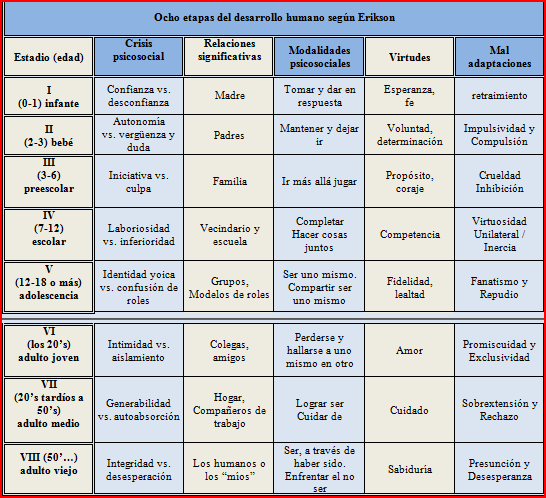 Ocho etapas del desarrollo humano según Erikson
Estadio (edad)
Crisis
psicosocial
Relaciones
significativas
Modalidades
psicosociales
Virtudes
Mal
adaptaciones
I
(0-1) infante
Confianza vs.
desconfianza
Madre
Tomar y dar en
respuesta
Esperanza,
fe
retraimiento
II
(2-3) bebé
Autonomía
vs. vergüenza y
duda
Padres
Mantener y dejar
ir
Voluntad,
determinación
Impulsividad y
Compulsión
III
(3-6)
preescolar
Iniciativa vs.
culpa
Familia
Ir más allá jugar
Propósito,
coraje
Crueldad
Inhibición
IV
(7-12)
escolar
Laboriosidad
vs. inferioridad
Vecindario y
escuela
Completar
Hacer cosas
juntos
Competencia
Virtuosidad
Unilateral /
Inercia
V
(12-18 o más)
adolescencia
Identidad yoica
vs. confusión de
roles
Grupos,
Modelos de roles
Ser uno mismo.
Compartir ser
uno mismo
Fidelidad,
lealtad
Fanatismo y
Repudio
VI
(los 20’s)
adulto joven
Intimidad vs.
aislamiento
Colegas,
amigos
Perderse y
hallarse a uno
mismo en otro
Amor
Promiscuidad y
Exclusividad
VII
(20’s tardíos a
50’s)
adulto medio
Generabilidad
vs. autoabsorción
Hogar,
Compañeros de
trabajo
Lograr ser
Cuidar de
Cuidado
Sobrextensión y
Rechazo
VIII (50’…)
adulto viejo
Integridad vs.
desesperación
Los humanos o
los “míos”
Ser, a través de
haber sido.
Enfrentar el no
ser
Sabiduría
Presunción y
Desesperanza